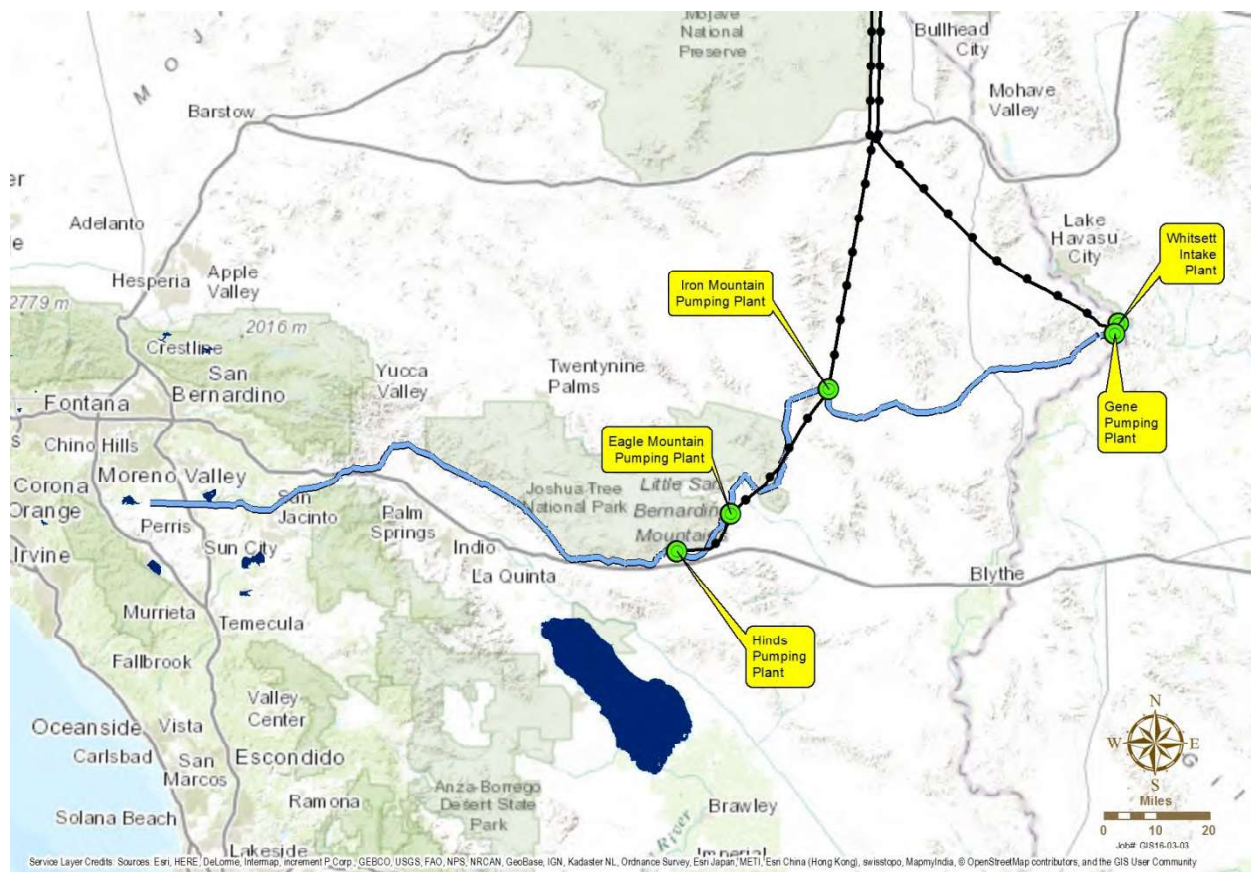 Mojave
National
Preserve
Bullhead
City
M O J
Mohave
Valley
Barstow
er
Adelanto
Lake
Havasu
City
Whitsett
Intake
Plant
e
Hesperia
Apple
Valley
Iron Mountain
Pumping Plant
2779 m
2016 m
Crestline
San
Bernardino
Yucca
Valley
Twentynine
Palms
Fontana
Gene
Pumping
Plant
s
Chino Hills
Eagle Mountain
Pumping Plant
Moreno Valley
Corona
Orange
San
Jacinto
Joshua Tree
National Park
Little San
Bernardino
Mountains
Perris
Palm
Springs
Irvine
Sun City
Indio
La Quinta
Blythe
Murrieta
Temecula
Hinds
Pumping
Plant
Fallbrook
Valley
Center
Oceanside
Vista
Carlsbad
San
Marcos
Escondido
N
W
E
S
G
Ramona
Anza-Borrego
Desert State
Park
Miles
0 10 20
Solana Beach
Brawley
River
Job#: GIS16-03-03
Lakeside
Imperial
Service Layer Credits: Sources: Esri, HERE, DeLorme, Intermap, increment P Corp., GEBCO, USGS, FAO, NPS, NRCAN, GeoBase, IGN, Kadaster NL, Ordnance Survey, Esri Japan, METI, Esri China (Hong Kong), swisstopo, MapmyIndia, © OpenStreetMap contributors, and the GIS User Community